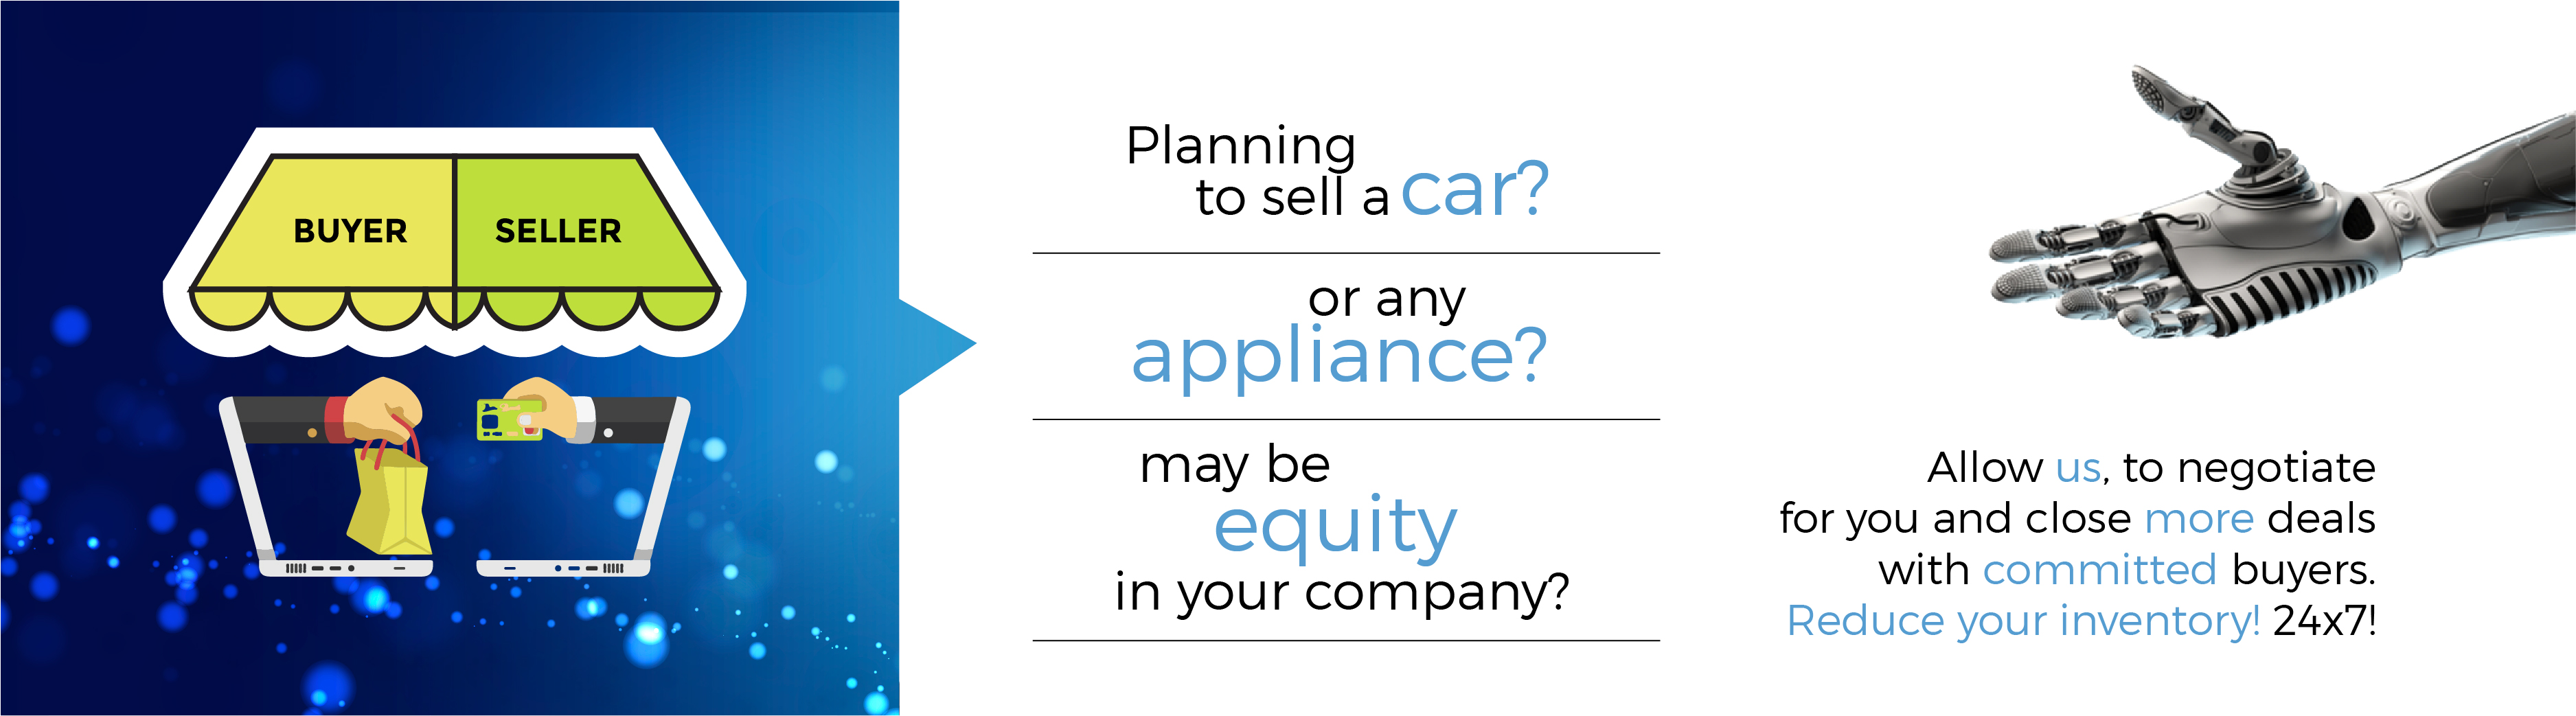 BUYER
SELLER
Planning
to sell a car?
or any
appliance?
may be
equity
in your company?
Allow us, to negotiate
for you and close more deals
with committed buyers.
Reduce your inventory! 24x7!